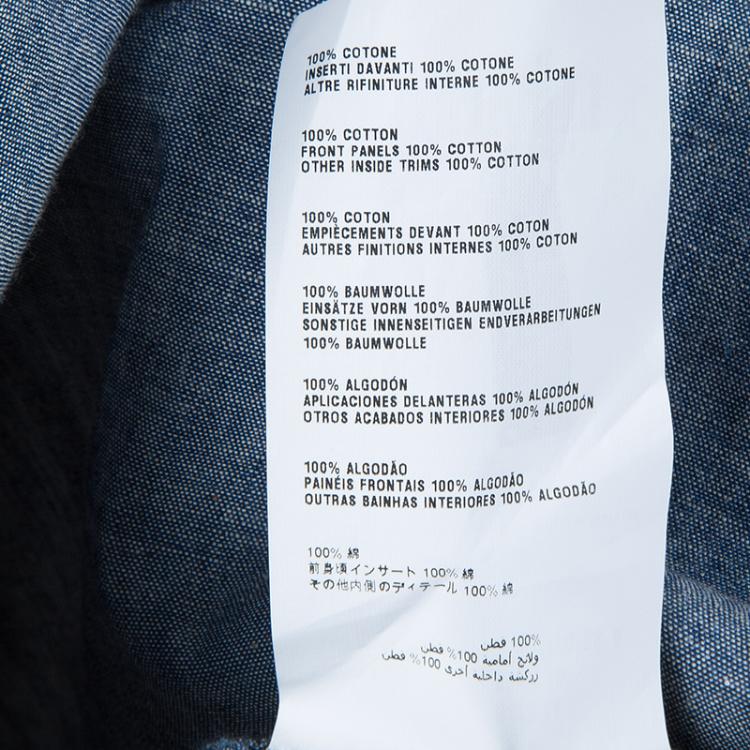 100% COTONE
INSERTI DAVANTI 100% COTONE
ALTRE RIFINITURE INTERNE 100% COTONE
100% COTTON
FRONT PANELS 100% COTTON
OTHER INSIDE TRIMS 100% COTTON
100% COTON
EMPIÈCEMENTS DEVANT 100% COTON
AUTRES FINITIONS INTERNES 100% COTON
100% BAUMWOLLE
EINSÄTZE VORN 100% BAUMWOLLE
SONSTIGE INNENSEITIGEN ENDVERARBEITUNGEN
100% BAUMWOLLE
100% ALGODÓN
APLICACIONES DELANTERAS 100% ALGODÓN
OTROS ACABADOS INTERIORES 100% ALGODÓN
100% ALGODÃO
PAINÉIS FRONTAIS 100% ALGODÃO
OUTRAS BAINHAS INTERIORES 100% ALGODÃO
100% 綿
前身頃インサート 100% 綿
その他内側のディテール 100% 綿
100% قطن
ولائج أمامية 100% قطن
زركشة داخلية أخرى 100% قطن